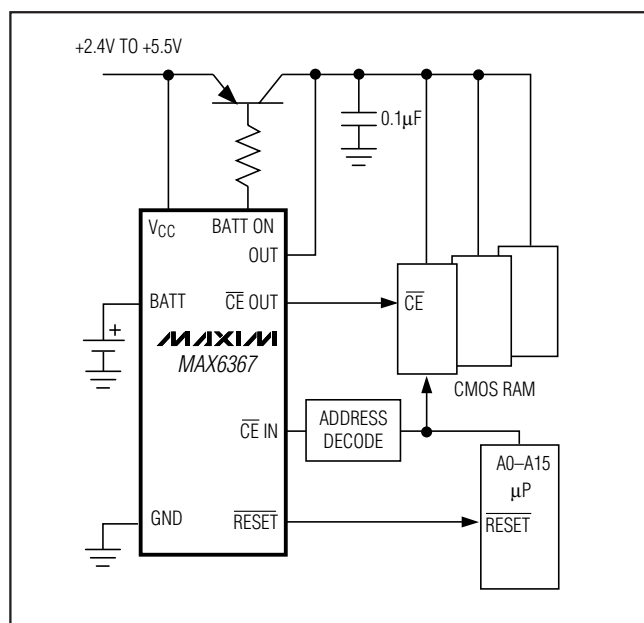 +2.4V TO +5.5V
0.1μF
VCC
BATT ON
OUT
BATT
CE OUT
CE
MAXIM
MAX6367
CMOS RAM
CE IN
ADDRESS
DECODE
A0–A15
μP
GND
RESET
RESET
+